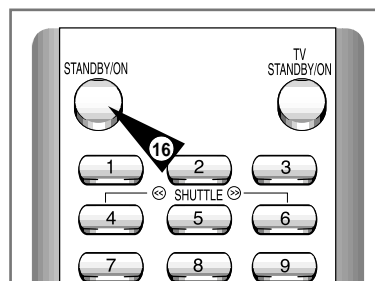 TV
STANDBY/ON STANDBY/ON
16
1 2 3
SHUTTLE
4 5 6
7 8 9